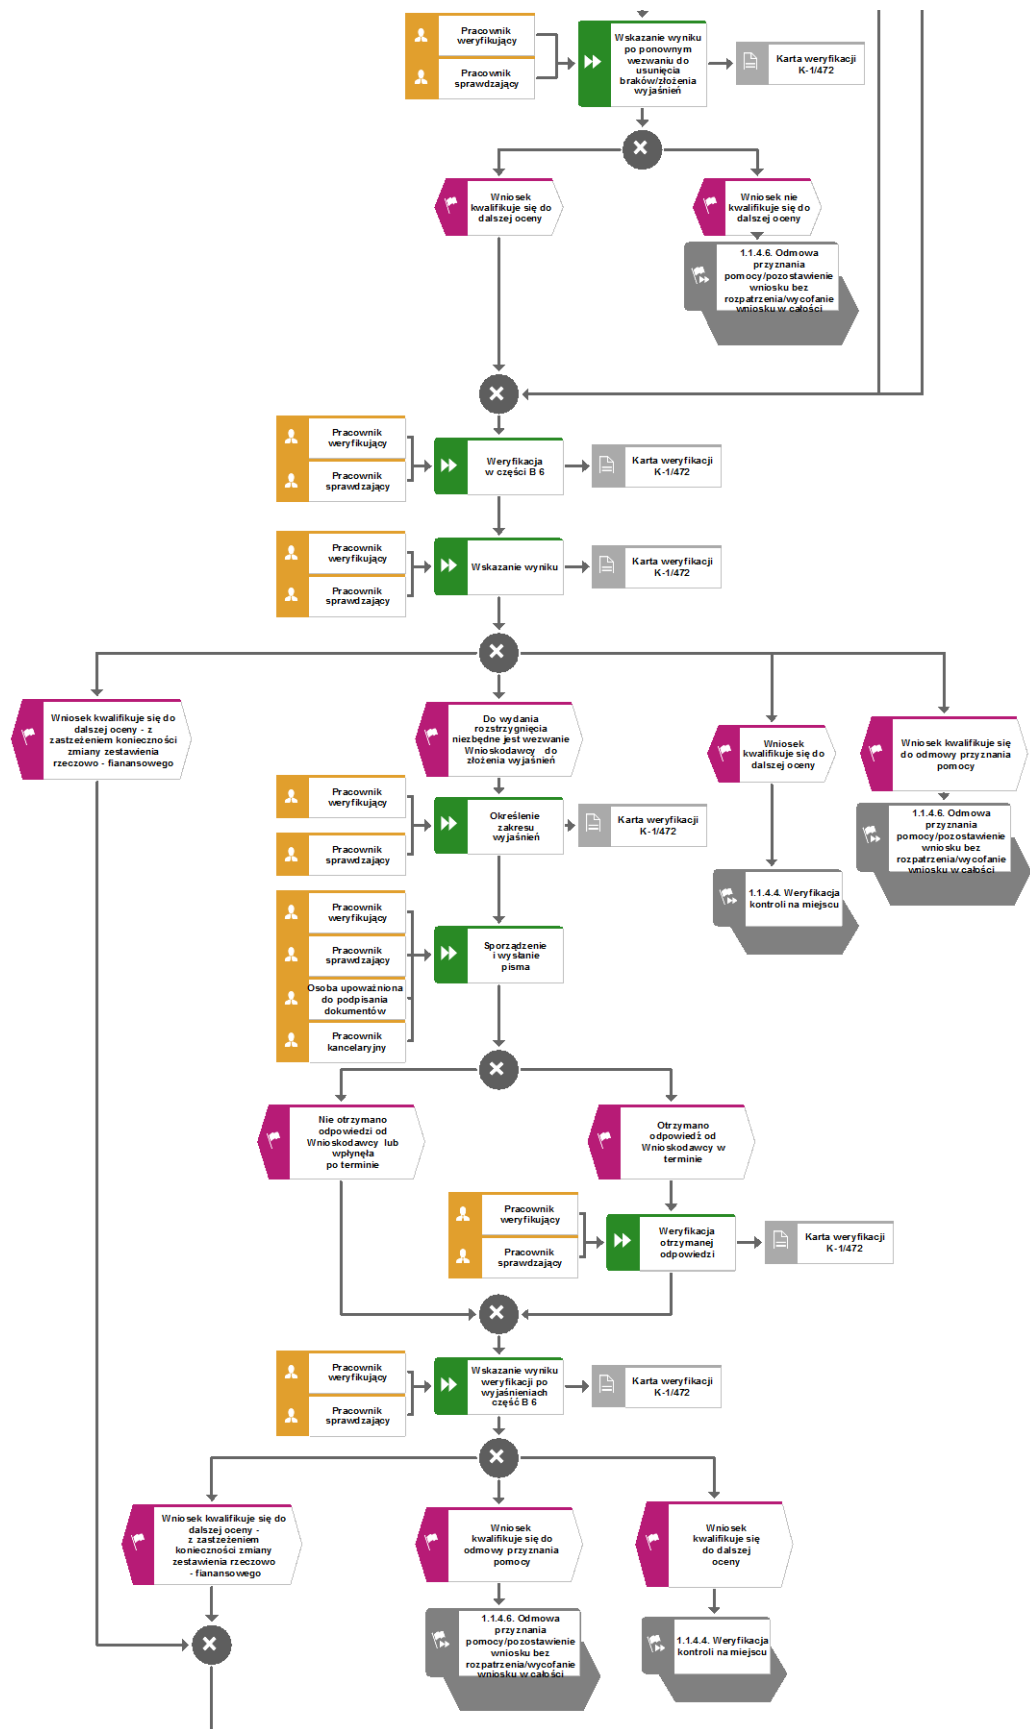 Pracownik
weryfikujący
Pracownik
sprawdzający
Wskazanie wyniku
po ponownym
wezwaniu do
usunięcia
braków/złożenia
wyjaśnień
Karta weryfikacji
K-1/472
Wniosek
kwalifikuje się do
dalszej oceny
Wniosek nie
kwalifikuje się do
dalszej oceny
1.1.4.6. Odmowa
przyznania
pomocy/pozostawienie
wniosku bez
rozpatrzenia/wycofanie
wniosku w całości
Pracownik
weryfikujący
Pracownik
sprawdzający
Weryfikacja
w części B 6
Karta weryfikacji
K-1/472
Pracownik
weryfikujący
Pracownik
sprawdzający
Wskazanie wyniku
Karta weryfikacji
K-1/472
Wniosek kwalifikuje się do
dalszej oceny - z
zastrzeżeniem konieczności
zmiany zestawienia
rzeczowo - fianansowego
Do wydania
rozstrzygnięcia
niezbędne jest wezwanie
Wnioskodawcy do
złożenia wyjaśnień
Wniosek
kwalifikuje się do
dalszej oceny
Wniosek kwalifikuje się
do odmowy przyznania
pomocy
Pracownik
weryfikujący
Pracownik
sprawdzający
Określenie
zakresu
wyjaśnień
Karta weryfikacji
K-1/472
1.1.4.6. Odmowa
przyznania
pomocy/pozostawienie
wniosku bez
rozpatrzenia/wycofanie
wniosku w całości
1.1.4.4. Weryfikacja
kontroli na miejscu
Pracownik
weryfikujący
Pracownik
sprawdzający
Osoba upoważniona
do podpisania
dokumentów
Pracownik
kancelaryjny
Sporządzenie
i wysłanie
pisma
Nie otrzymano
odpowiedzi od
Wnioskodawcy lub
wpłynęła
po terminie
Otrzymano
odpowiedź od
Wnioskodawcy w
terminie
Pracownik
weryfikujący
Pracownik
sprawdzający
Weryfikacja
otrzymanej
odpowiedzi
Karta weryfikacji
K-1/472
Pracownik
weryfikujący
Pracownik
sprawdzający
Wskazanie wyniku
weryfikacji po
wyjaśnieniach
część B 6
Karta weryfikacji
K-1/472
Wniosek kwalifikuje się do
dalszej oceny -
z zastzeżeniem
konieczności zmiany
zestawienia rzeczowo
- fianansowego
Wniosek
kwalifikuje się do
odmowy przyznania
pomocy
Wniosek
kwalifikuje się
do dalszej
oceny
1.1.4.6. Odmowa
przyznania
pomocy/pozostawienie
wniosku bez
rozpatrzenia/wycofanie
wniosku w całości
1.1.4.4. Weryfikacja
kontroli na miejscu